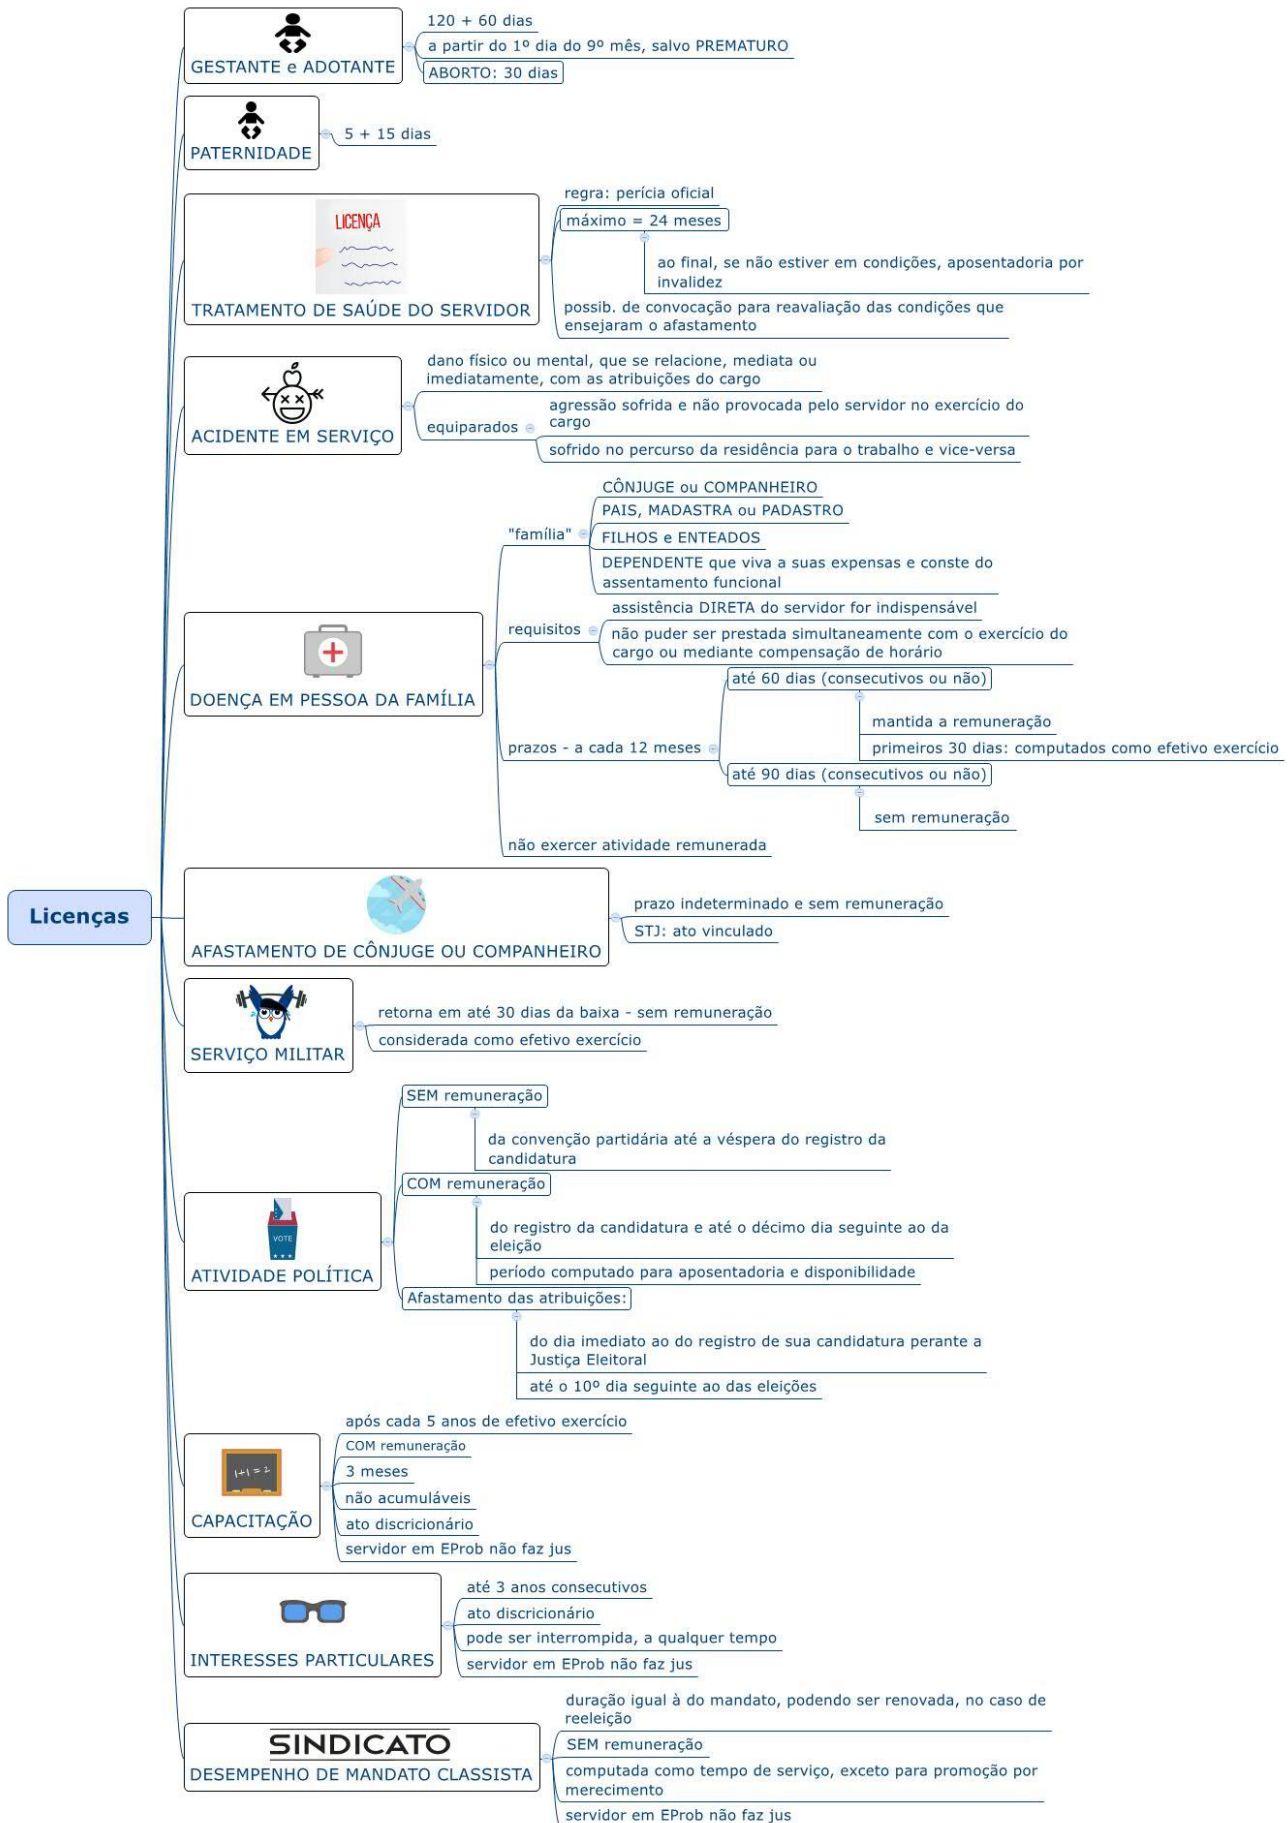 120 + 60 dias
a partir do 1º dia do 9º mês, salvo PREMATURO
ABORTO: 30 dias
GESTANTE e ADOTANTE
5 + 15 dias
PATERNIDADE
LICENÇA
TRATAMENTO DE SAÚDE DO SERVIDOR
regra: perícia oficial
máximo = 24 meses
ao final, se não estiver em condições, aposentadoria por
invalidez
possib. de convocação para reavaliação das condições que
ensejaram o afastamento
ACIDENTE EM SERVIÇO
dano físico ou mental, que se relacione, mediata ou
imediatamente, com as atribuições do cargo
equiparados
agressão sofrida e não provocada pelo servidor no exercício do
cargo
sofrido no percurso da residência para o trabalho e vice-versa
DOENÇA EM PESSOA DA FAMÍLIA
"família"
CÔNJUGE ou COMPANHEIRO
PAIS, MADASTRA ou PADASTRO
FILHOS e ENTEADOS
DEPENDENTE que viva a suas expensas e conste do
assentamento funcional
requisitos
assistência DIRETA do servidor for indispensável
não puder ser prestada simultaneamente com o exercício do
cargo ou mediante compensação de horário
prazos - a cada 12 meses
até 60 dias (consecutivos ou não)
mantida a remuneração
primeiros 30 dias: computados como efetivo exercício
até 90 dias (consecutivos ou não)
sem remuneração
não exercer atividade remunerada
Licenças
AFASTAMENTO DE CÔNJUGE OU COMPANHEIRO
prazo indeterminado e sem remuneração
STJ: ato vinculado
SERVIÇO MILITAR
retorna em até 30 dias da baixa - sem remuneração
considerada como efetivo exercício
VOTE
ATIVIDADE POLÍTICA
SEM remuneração
da convenção partidária até a véspera do registro da
candidatura
COM remuneração
do registro da candidatura e até o décimo dia seguinte ao da
eleição
período computado para aposentadoria e disponibilidade
Afastamento das atribuições:
do dia imediato ao do registro de sua candidatura perante a
Justiça Eleitoral
até o 10º dia seguinte ao das eleições
1+1=2
CAPACITAÇÃO
após cada 5 anos de efetivo exercício
COM remuneração
3 meses
não acumuláveis
ato discricionário
servidor em EProb não faz jus
INTERESSES PARTICULARES
até 3 anos consecutivos
ato discricionário
pode ser interrompida, a qualquer tempo
servidor em EProb não faz jus
SINDICATO
DESEMPENHO DE MANDATO CLASSISTA
duração igual à do mandato, podendo ser renovada, no caso de
reeleição
SEM remuneração
computada como tempo de serviço, exceto para promoção por
merecimento
servidor em EProb não faz jus